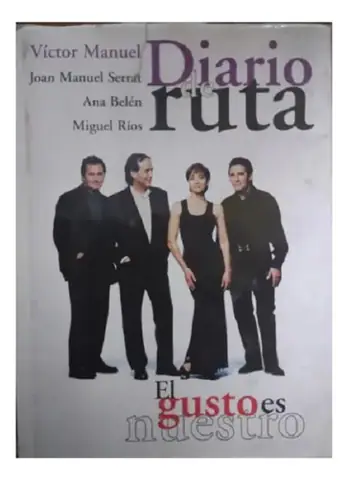 Víctor Manuel
Joan Manuel Serrat
Ana Belén
Miguel Ríos
Diario
de
ruta
El
gusto es
nuestro